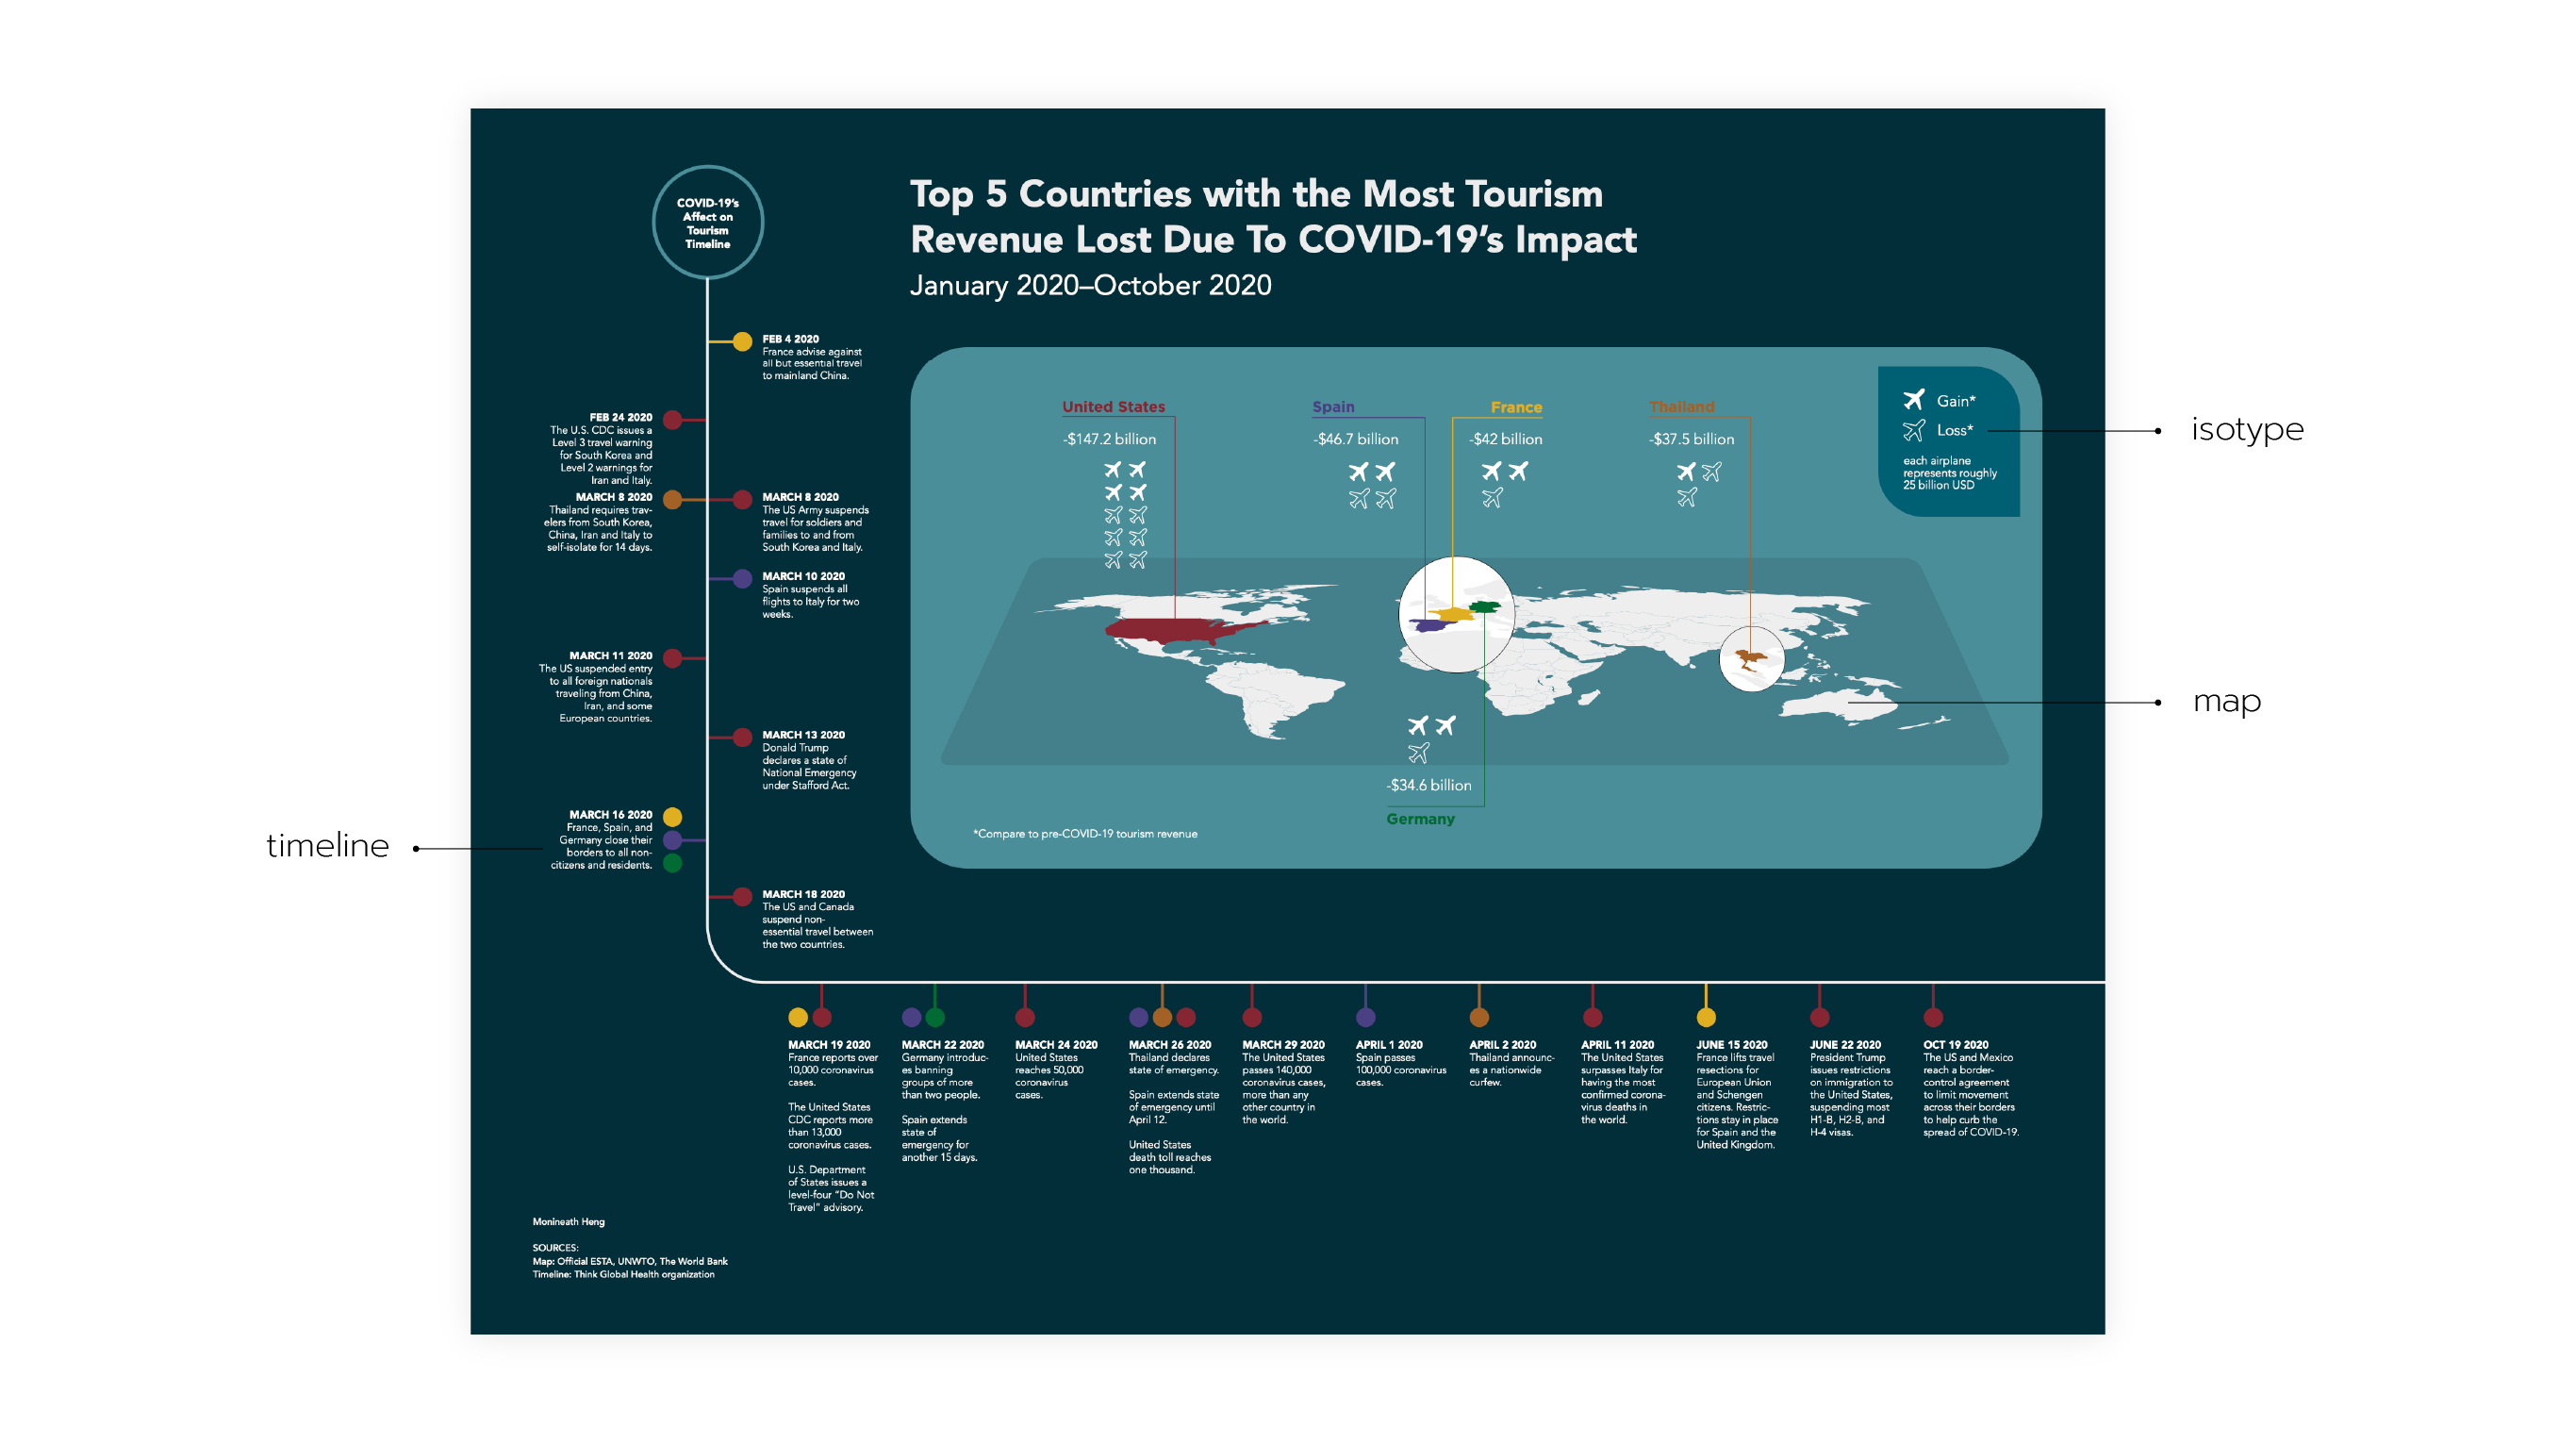 COVID-19's
Affect on
Tourism
Timeline
Top 5 Countries with the Most Tourism
Revenue Lost Due To COVID-19's Impact
January 2020–October 2020
FEB 4 2020
France advise against
all but essential travel
to mainland China.
FEB 24 2020
The U.S. CDC issues a
Level 3 travel warning
for South Korea and
Level 2 warnings for
Iran and Italy.
MARCH 8 2020
Thailand requires trav-
elers from South Korea,
China, Iran and Italy to
self-isolate for 14 days.
MARCH 8 2020
The US Army suspends
travel for soldiers and
families to and from
South Korea and Italy.
MARCH 10 2020
Spain suspends all
flights to Italy for two
weeks.
MARCH 11 2020
The US suspended entry
to all foreign nationals
traveling from China,
Iran, and some
European countries.
MARCH 13 2020
Donald Trump
declares a state of
National Emergency
under Stafford Act.
MARCH 16 2020
France, Spain, and
Germany close their
borders to all non-
citizens and residents.
MARCH 18 2020
The US and Canada
suspend non-
essential travel between
the two countries.
United States
-$147.2 billion
Spain
-$46.7 billion
France
-$42 billion
Thailand
-$37.5 billion
Gain*
Loss*
each airplane
represents roughly
25 billion USD
-$34.6 billion
Germany
*Compare to pre-COVID-19 tourism revenue
isotype
map
timeline
MARCH 19 2020
France reports over
10,000 coronavirus
cases.
The United States
CDC reports more
than 13,000
coronavirus cases.
U.S. Department
of States issues a
level-four "Do Not
Travel" advisory.
MARCH 22 2020
Germany introduc-
es banning
groups of more
than two people.
Spain extends
state of
emergency for
another 15 days.
MARCH 24 2020
United States
reaches 50,000
coronavirus
cases.
MARCH 26 2020
Thailand declares
state of emergency.
Spain extends state
of emergency until
April 12.
United States
death toll reaches
one thousand.
MARCH 29 2020
The United States
passes 140,000
coronavirus cases,
more than any
other country in
the world.
APRIL 1 2020
Spain passes
100,000 coronavirus
cases.
APRIL 2 2020
Thailand announc-
es a nationwide
curfew.
APRIL 11 2020
The United States
surpasses Italy for
having the most
confirmed corona-
virus deaths in
the world.
JUNE 15 2020
France lifts travel
resections for
European Union
and Schengen
citizens. Restric-
tions stay in place
for Spain and the
United Kingdom.
JUNE 22 2020
President Trump
issues restrictions
on immigration to
the United States,
suspending most
H1-B, H2-B, and
H-4 visas.
OCT 19 2020
The US and Mexico
reach a border-
control agreement
to limit movement
across their borders
to help curb the
spread of COVID-19.
Monineath Heng
SOURCES:
Map: Official ESTA, UNWTO, The World Bank
Timeline: Think Global Health organization